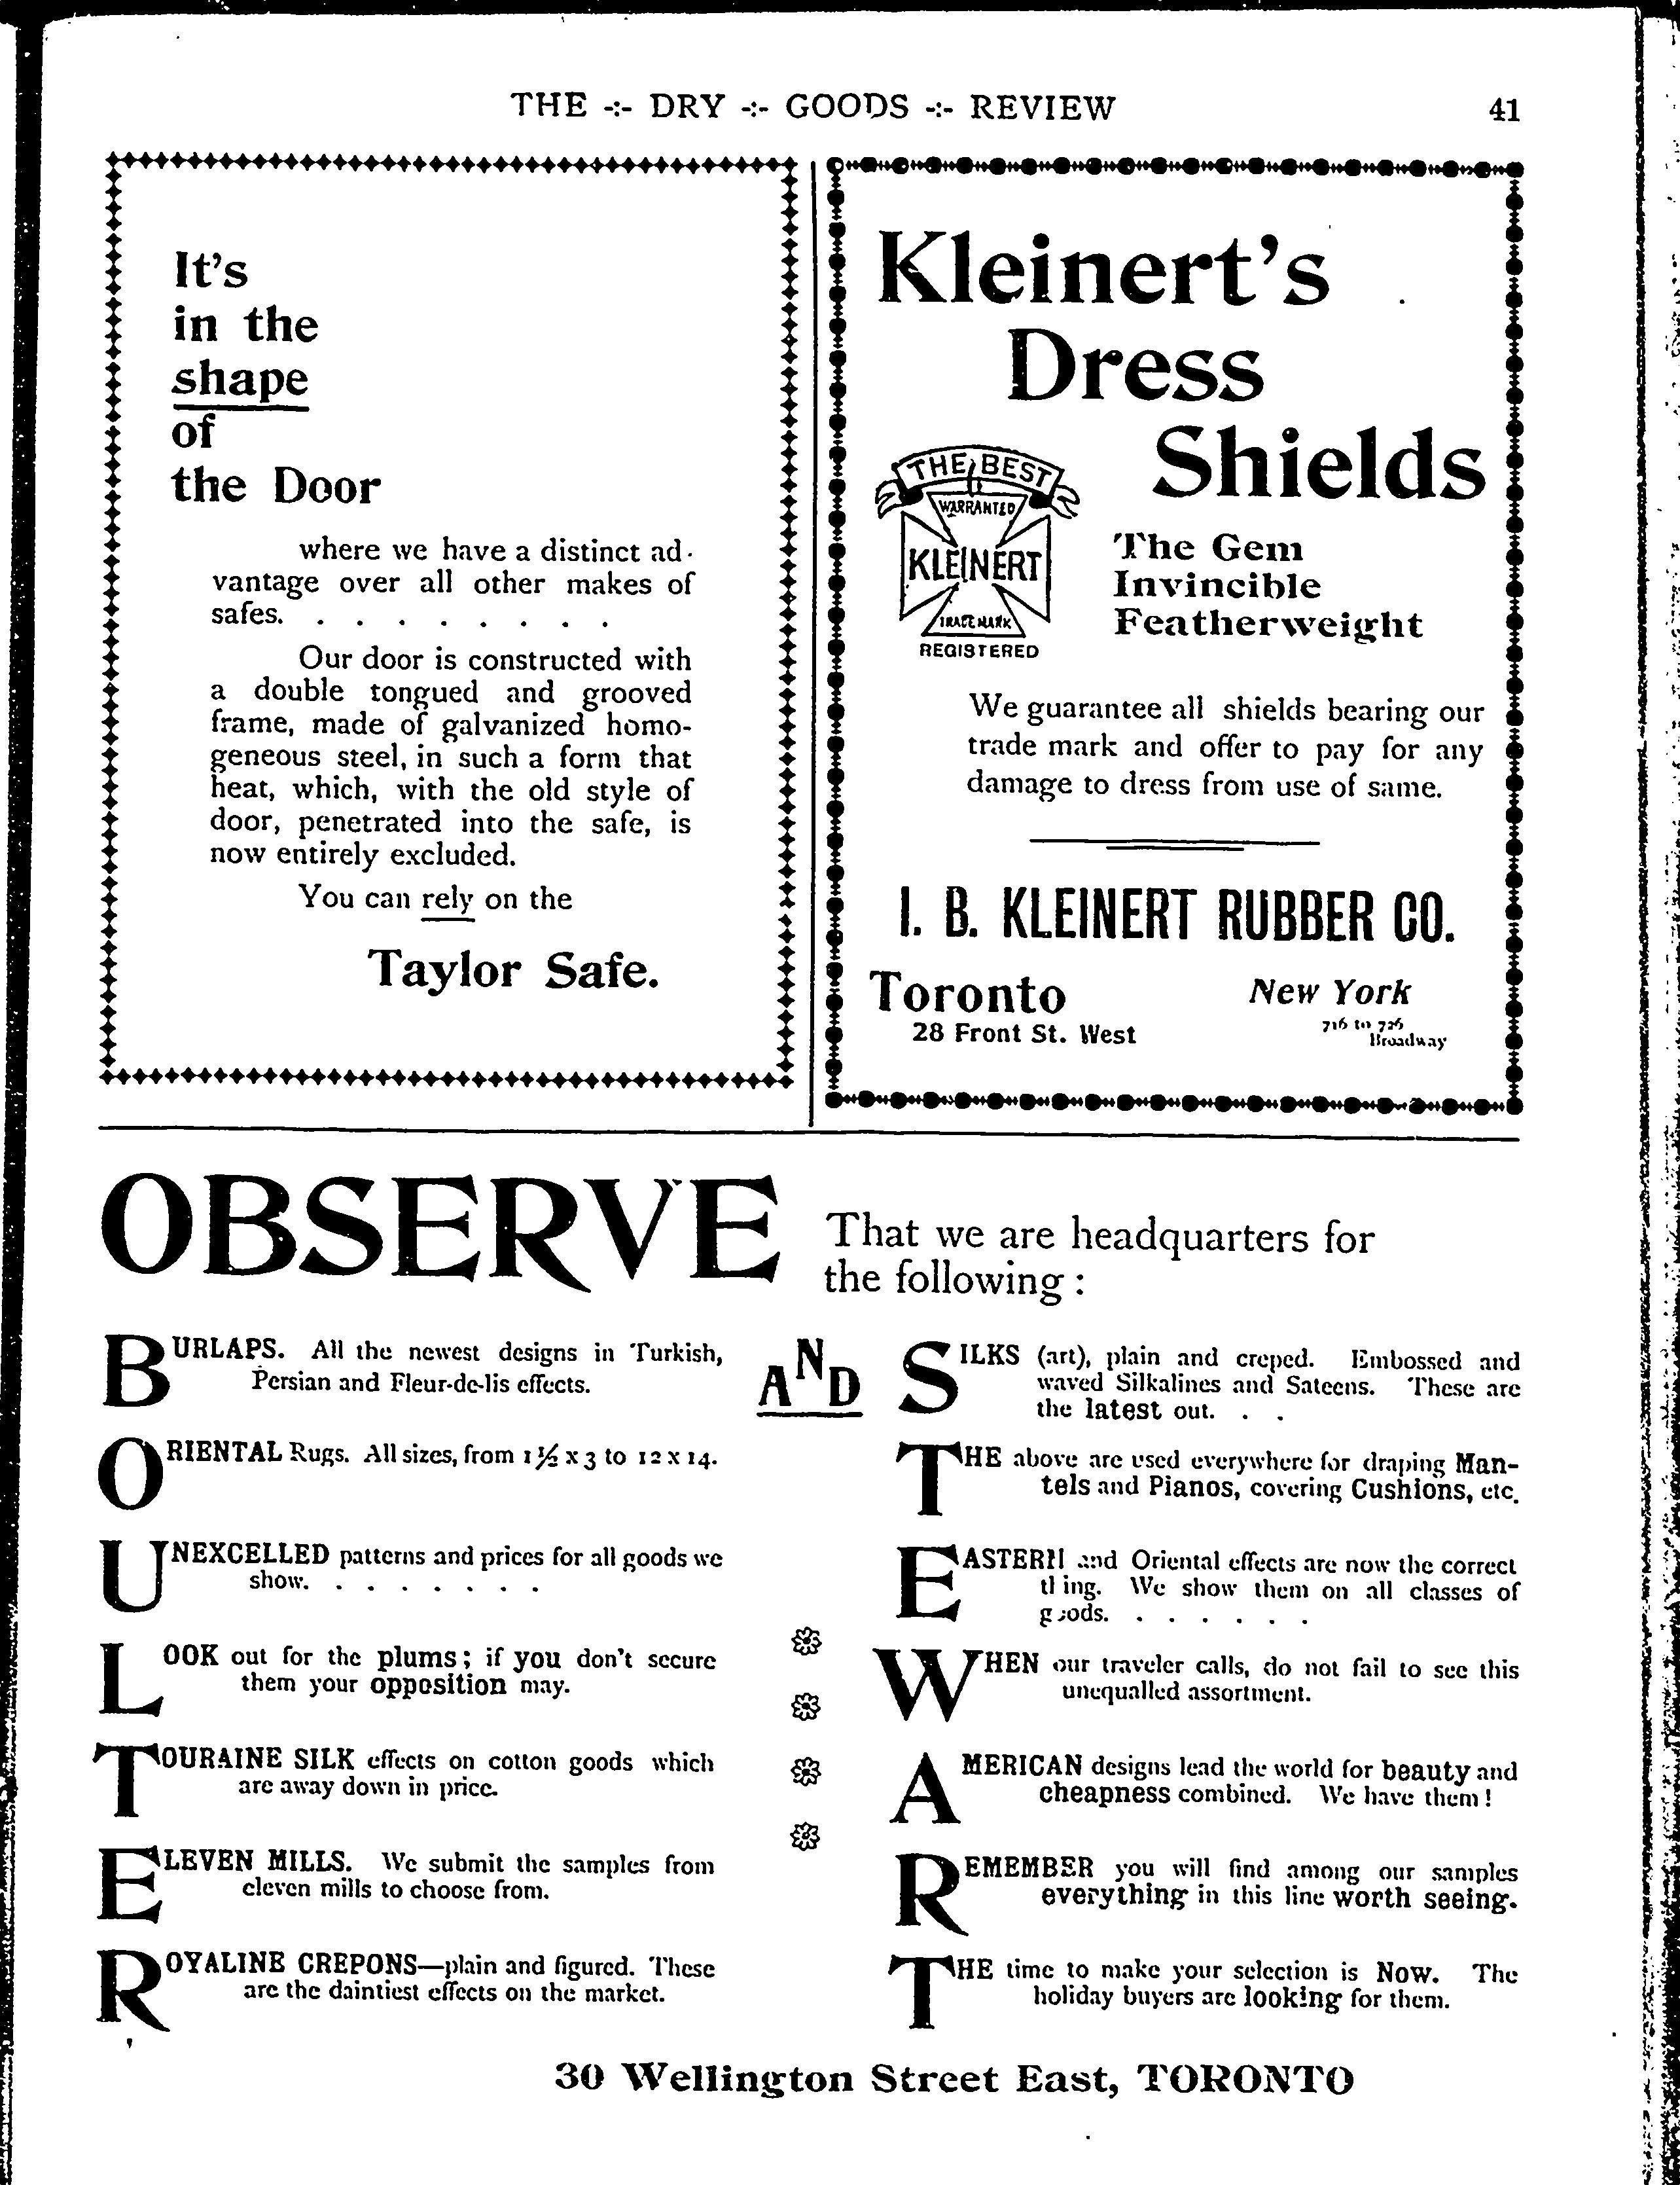 THE -:- DRY -:- GOODS -:- REVIEW
41
It's
in the
shape
of
the Door
where we have a distinct ad-
vantage over all other makes of
safes. . . . . . . . .
Our door is constructed with
a double tongued and grooved
frame, made of galvanized homo-
geneous steel, in such a form that
heat, which, with the old style of
door, penetrated into the safe, is
now entirely excluded.
You can rely on the
Taylor Safe.
Kleinert's
Dress
Shields
THE BEST
WARRANTED
KLEINERT
TRADE MARK
REGISTERED
The Gem
Invincible
Featherweight
We guarantee all shields bearing our
trade mark and offer to pay for any
damage to dress from use of same.
I. B. KLEINERT RUBBER CO.
Toronto
28 Front St. West
New York
716 to 726
Broadway
OBSERVE
That we are headquarters for
the following :
BURLAPS. All the newest designs in Turkish,
Persian and Fleur-de-lis effects.
ORIENTAL Rugs. All sizes, from 1½ x 3 to 12 x 14.
UNEXCELLED patterns and prices for all goods we
show. . . . . . . .
LOOK out for the plums; if you don't secure
them your opposition may.
TOURAINE SILK effects on cotton goods which
are away down in price.
ELEVEN MILLS. We submit the samples from
eleven mills to choose from.
ROYALINE CREPONS—plain and figured. These
are the daintiest effects on the market.
AND
SILKS (art), plain and creped. Embossed and
waved Silkalines and Sateens. These are
the latest out. . .
THE above are used everywhere for draping Man-
tels and Pianos, covering Cushions, etc.
EASTERN and Oriental effects are now the correct
thing. We show them on all classes of
goods. . . . . . .
WHEN our traveler calls, do not fail to see this
unequalled assortment.
AMERICAN designs lead the world for beauty and
cheapness combined. We have them!
REMEMBER you will find among our samples
everything in this line worth seeing.
THE time to make your selection is Now. The
holiday buyers are looking for them.
30 Wellington Street East, TORONTO